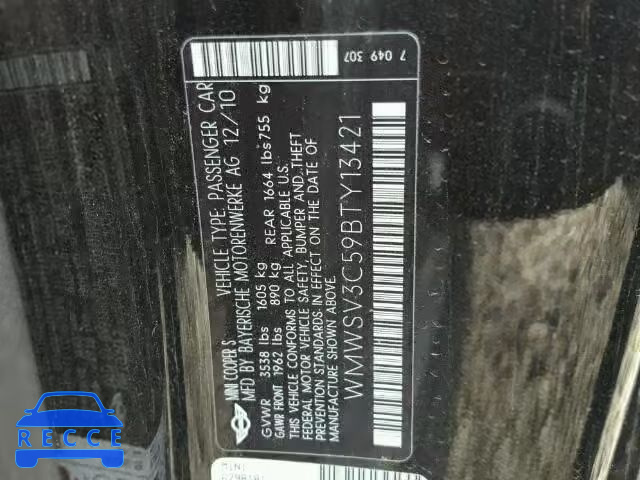 7 049 307
MINI COOPER S
VEHICLE TYPE, PASSENGER CAR
MFD BY BAYERISCHE MOTORENWERKE AG 12/10
GVWR 3538 lbs 1605 kg
GAWR FRONT 1962 lbs 890 kg REAR 1664 lbs 755 kg
THIS VEHICLE CONFORMS TO ALL APPLICABLE U.S.
FEDERAL MOTOR VEHICLE SAFETY, BUMPER AND THEFT
PREVENTION STANDARDS IN EFFECT ON THE DATE OF
MANUFACTURE SHOWN ABOVE.
WMWSV3C59BTY13421
MINI
RECCE